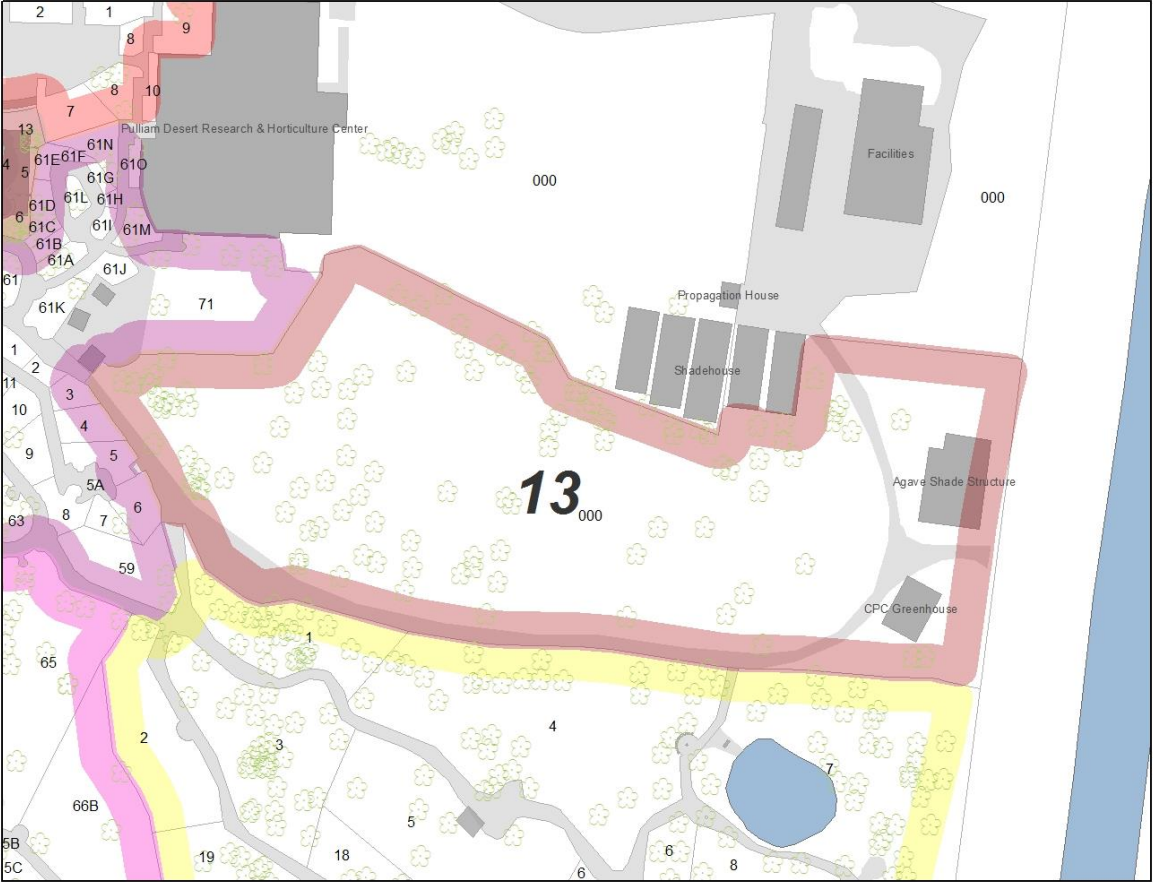 2
1
8
9
8
10
7
13
Pulliam Desert Research & Horticulture Center
Facilities
4
5
61E
61F
61N
61G
61O
61L
61H
61D
6
61C
61I
61M
61B
61A
61
61J
61K
71
000
000
Propagation House
Shadehouse
1
2
11
3
10
4
9
5
5A
6
63
8
7
59
13
000
Agave Shade Structure
CPC Greenhouse
1
65
2
3
4
7
66B
5
5B
5C
19
18
6
6
8